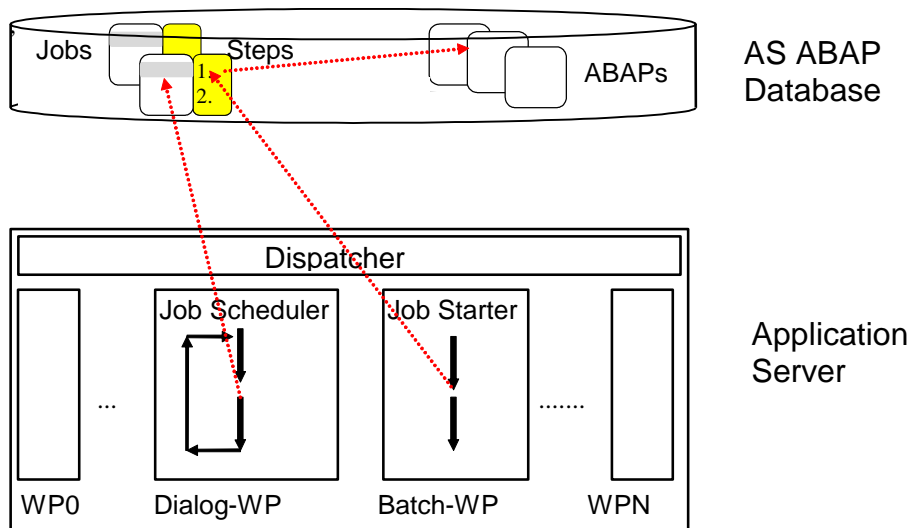 Jobs
Steps
1
2.
ABAPs
AS ABAP
Database
Dispatcher
Job Scheduler
Job Starter
...
.......
Application
Server
WP0
Dialog-WP
Batch-WP
WPN